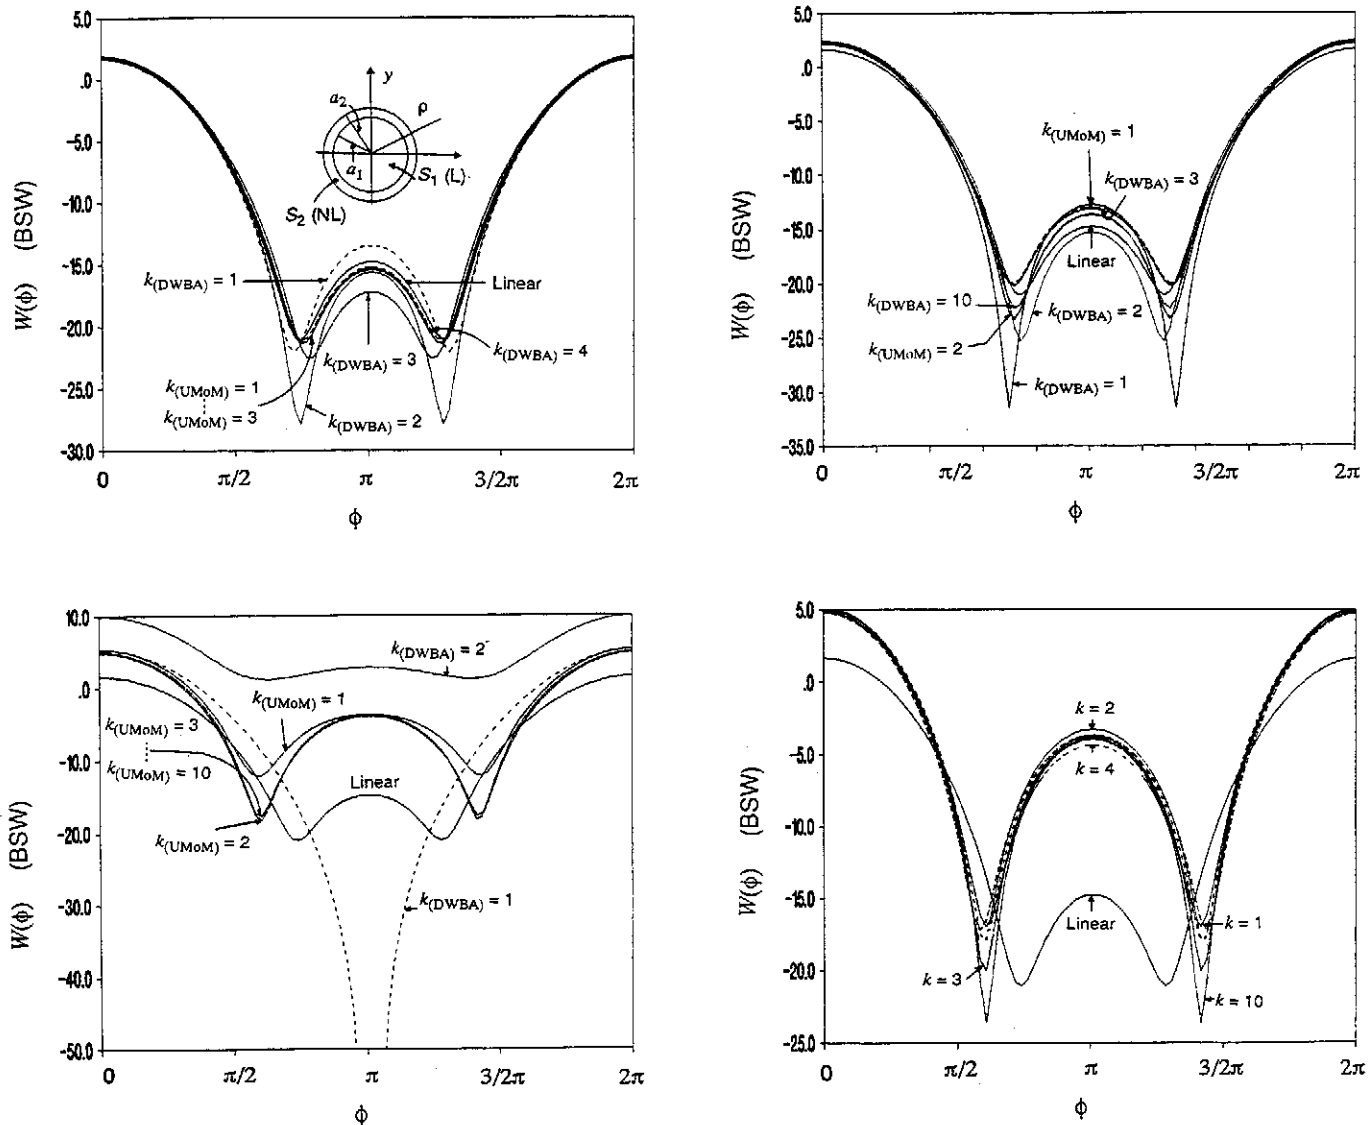 5.0
.0
-5.0
-10.0
-15.0
-20.0
-25.0
-30.0
W(ϕ) (BSW)
y
a2
ρ
a1
S1 (L)
S2 (NL)
k(DWBA) = 1
Linear
k(DWBA) = 3
k(DWBA) = 4
k(UMoM) = 1
k(UMoM) = 3
k(DWBA) = 2
0
π/2
π
3/2π
2π
ϕ
5.0
.0
-5.0
-10.0
-15.0
-20.0
-25.0
-30.0
-35.0
W(ϕ) (BSW)
k(UMoM) = 1
k(DWBA) = 3
Linear
k(DWBA) = 10
k(DWBA) = 2
k(UMoM) = 2
k(DWBA) = 1
0
π/2
π
3/2π
2π
ϕ
10.0
.0
-10.0
-20.0
-30.0
-40.0
-50.0
W(ϕ) (BSW)
k(DWBA) = 2
k(UMoM) = 1
k(UMoM) = 3
k(UMoM) = 10
Linear
k(UMoM) = 2
k(DWBA) = 1
0
π/2
π
3/2π
2π
ϕ
5.0
.0
-5.0
-10.0
-15.0
-20.0
-25.0
W(ϕ) (BSW)
k = 2
k = 4
Linear
k = 1
k = 3
k = 10
0
π/2
π
3/2π
2π
ϕ